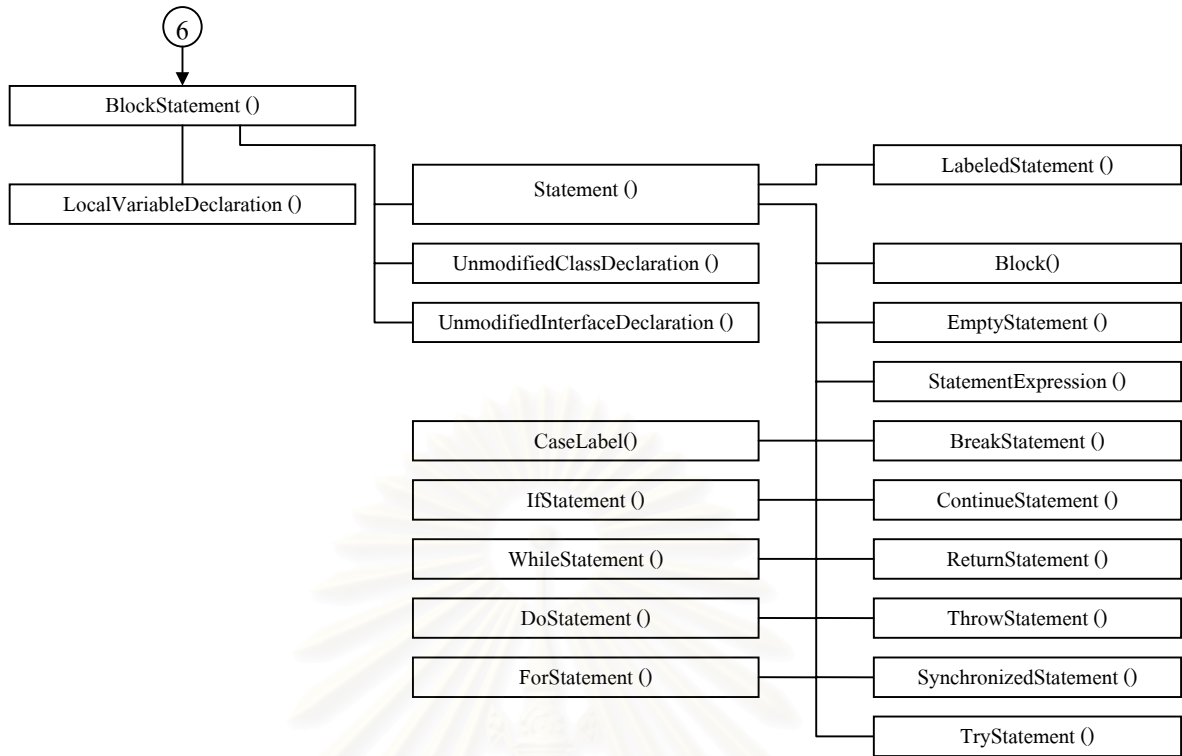 6
BlockStatement ()
LocalVariableDeclaration ()
Statement ()
UnmodifiedClassDeclaration ()
UnmodifiedInterfaceDeclaration ()
CaseLabel()
IfStatement ()
WhileStatement ()
DoStatement ()
ForStatement ()
LabeledStatement ()
Block()
EmptyStatement ()
StatementExpression ()
BreakStatement ()
ContinueStatement ()
ReturnStatement ()
ThrowStatement ()
SynchronizedStatement ()
TryStatement ()